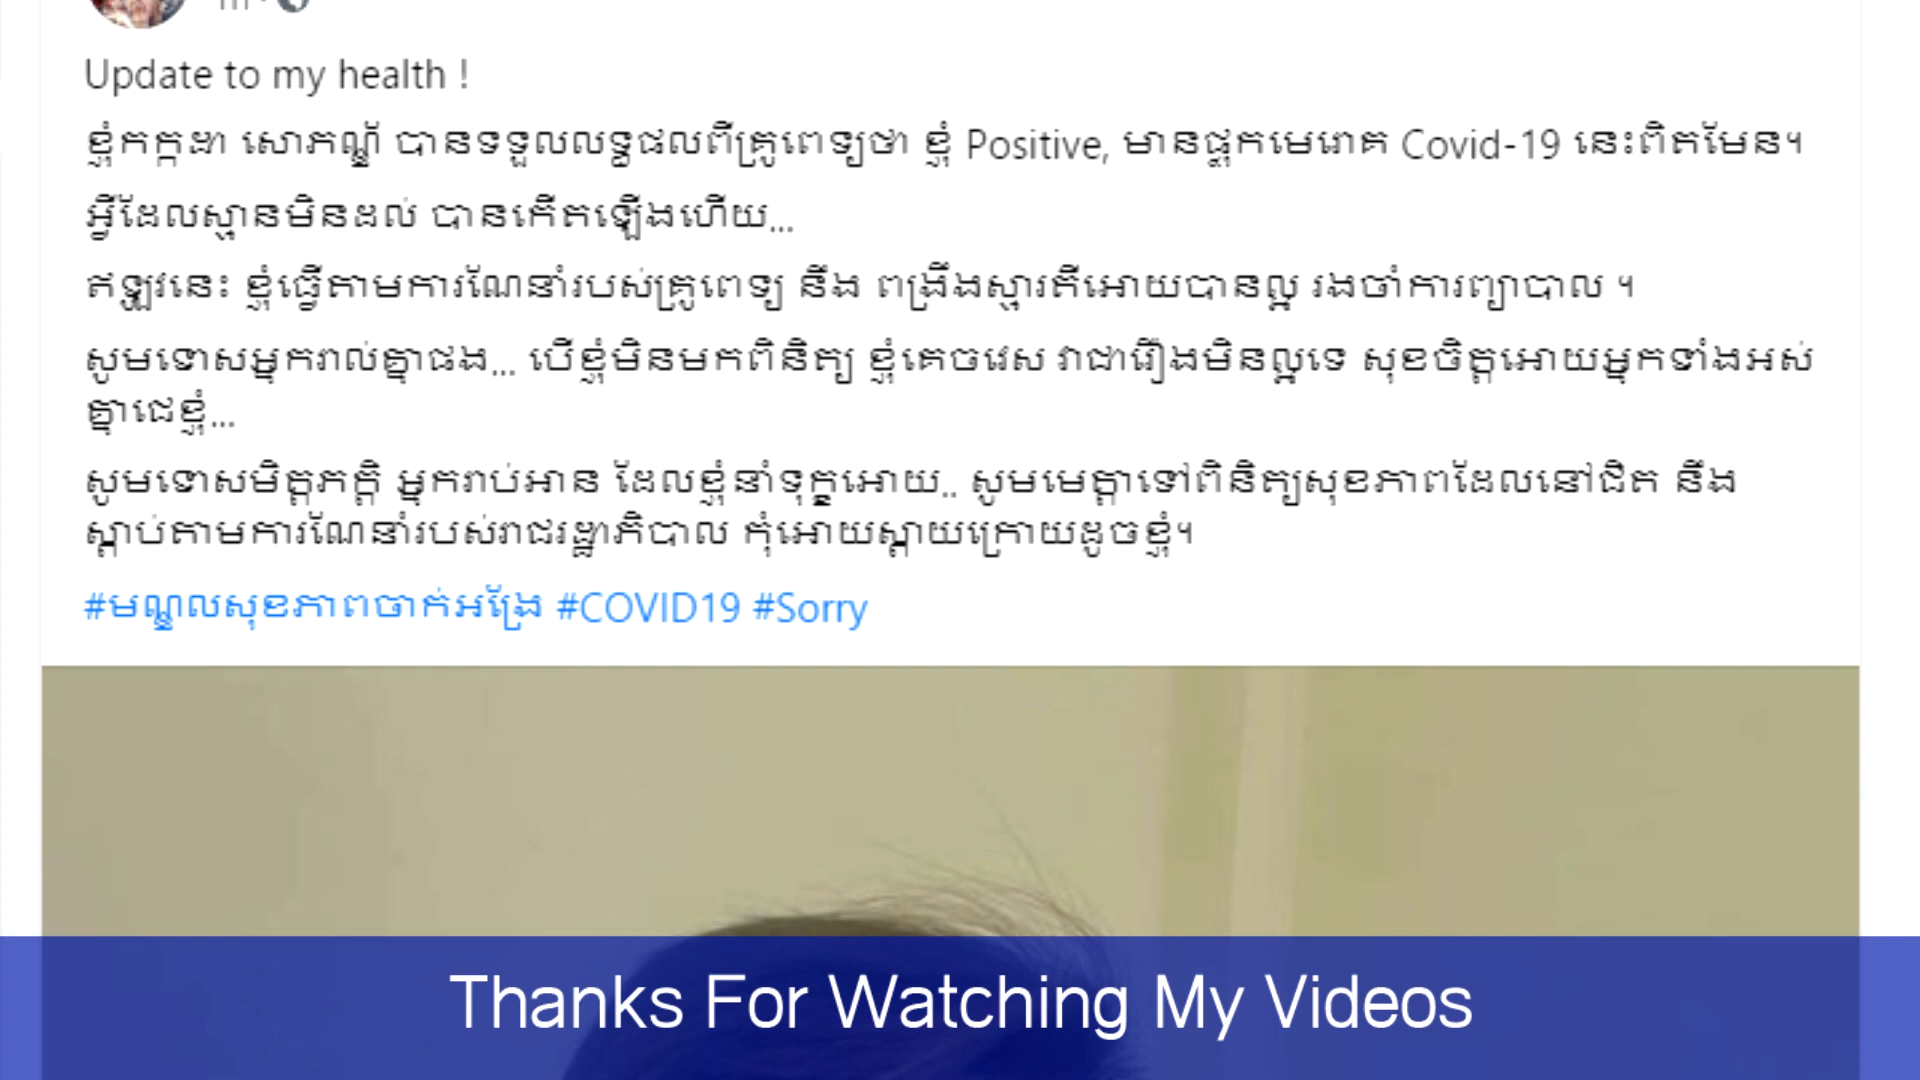 Update to my health !
ខ្ញុំកក្កដា សោភណ្ឌ័ បានទទួលលទ្ធផលពីគ្រូពេទ្យថា ខ្ញុំ Positive, មានផ្ទុកមេរោគ Covid-19 នេះពិតមែន។
អ្វីដែលស្មានមិនដល់ បានកើតឡើងហើយ...
ឥឡូវនេះ ខ្ញុំធ្វើតាមការណែនាំរបស់គ្រូពេទ្យ នឹង ពង្រឹងស្មារតីអោយបានល្អ រងចាំការព្យាបាល ។
សូមទោសអ្នករាល់គ្នាផង... បើខ្ញុំមិនមកពិនិត្យ ខ្ញុំគេចវេស វាជារឿងមិនល្អទេ សុខចិត្តអោយអ្នកទាំងអស់
គ្នាជេខ្ញុំ...
សូមទោសមិត្តភក្តិ អ្នករាប់អាន ដែលខ្ញុំនាំទុក្ខអោយ.. សូមមេត្តាទៅពិនិត្យសុខភាពដែលនៅជិត នឹង
ស្តាប់តាមការណែនាំរបស់រាជរដ្ឋាភិបាល កុំអោយស្តាយក្រោយដូចខ្ញុំ។
#មណ្ឌលសុខភាពចាក់អង្រែ #COVID19 #Sorry
Thanks For Watching My Videos